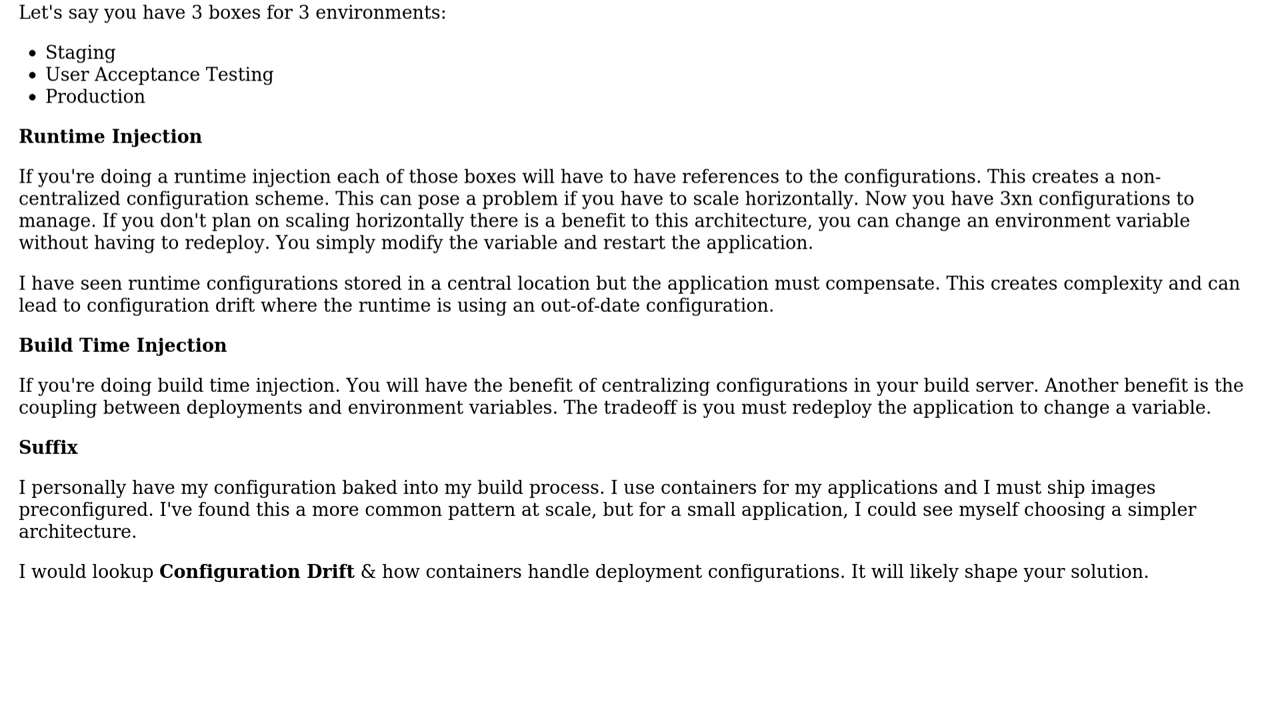 Let's say you have 3 boxes for 3 environments:
• Staging
• User Acceptance Testing
• Production
Runtime Injection
If you're doing a runtime injection each of those boxes will have to have references to the configurations. This creates a non-
centralized configuration scheme. This can pose a problem if you have to scale horizontally. Now you have 3xn configurations to
manage. If you don't plan on scaling horizontally there is a benefit to this architecture, you can change an environment variable
without having to redeploy. You simply modify the variable and restart the application.
I have seen runtime configurations stored in a central location but the application must compensate. This creates complexity and can
lead to configuration drift where the runtime is using an out-of-date configuration.
Build Time Injection
If you're doing build time injection. You will have the benefit of centralizing configurations in your build server. Another benefit is the
coupling between deployments and environment variables. The tradeoff is you must redeploy the application to change a variable.
Suffix
I personally have my configuration baked into my build process. I use containers for my applications and I must ship images
preconfigured. I've found this a more common pattern at scale, but for a small application, I could see myself choosing a simpler
architecture.
I would lookup Configuration Drift & how containers handle deployment configurations. It will likely shape your solution.